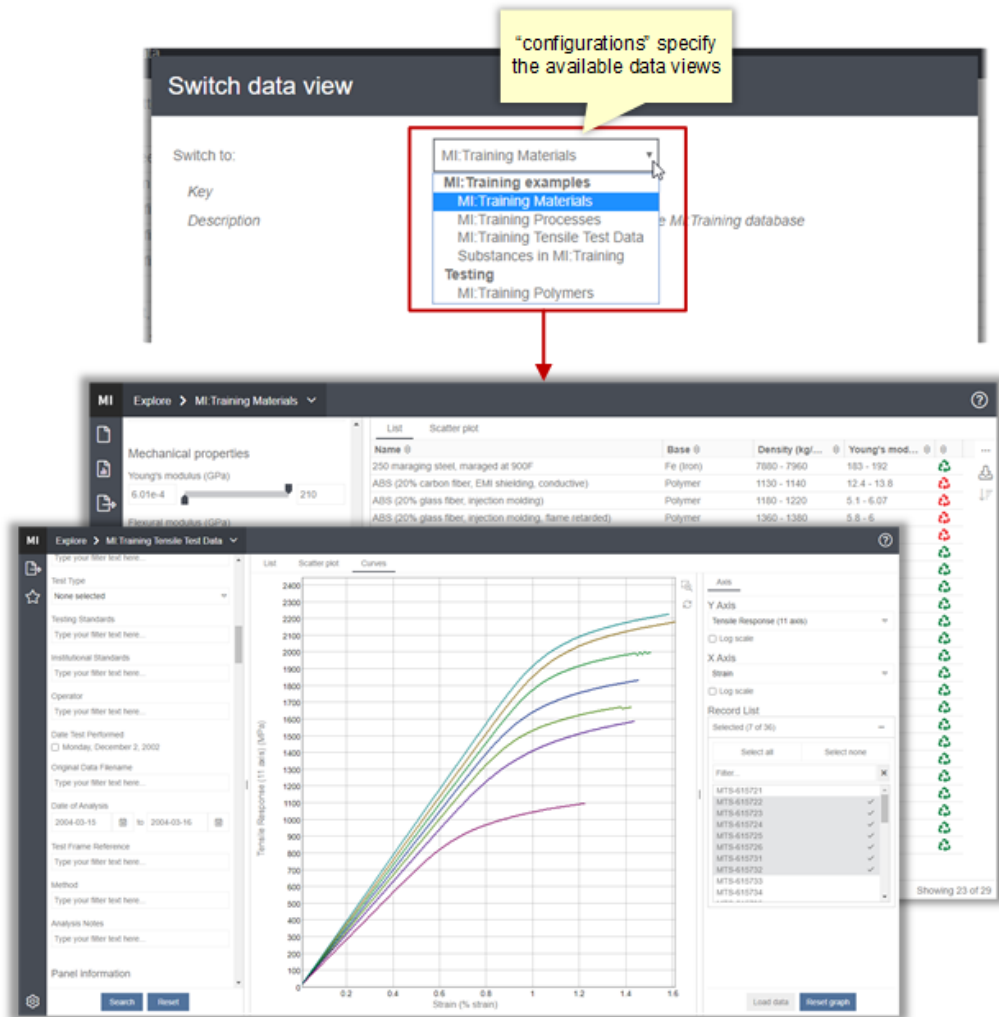 “configurations” specify
the available data views
Switch data view
Switch to:
MI:Training Materials
Key
MI:Training examples
MI:Training Materials
MI:Training Processes
Description
e MI:Training database
MI:Training Tensile Test Data
Substances in MI:Training
Testing
MI:Training Polymers
MI
Explore > MI:Training Materials
List
Scatter plot
Mechanical properties
Name
Base
Density (kg/...
Young's mod...
Young's modulus (GPa)
250 maraging steel, maraged at 900F
Fe (Iron)
7880 - 7960
183 - 192
6.01e-4
210
ABS (20% carbon fiber, EMI shielding, conductive)
Polymer
1130 - 1140
12.4 - 13.8
ABS (20% glass fiber, injection molding)
Polymer
1180 - 1220
5.1 - 6.07
Flexural modulus (GPa)
ABS (20% glass fiber, injection molding, flame retarded)
Polymer
1360 - 1380
5.8 - 6
Showing 23 of 29
MI
Explore > MI:Training Tensile Test Data
Type your filter text here...
Test Type
None selected
Testing Standards
Type your filter text here...
Institutional Standards
Type your filter text here...
Operator
Type your filter text here...
Date Test Performed
Monday, December 2, 2002
Original Data Filename
Type your filter text here...
Date of Analysis
2004-03-15 to 2004-03-16
Test Frame Reference
Type your filter text here...
Method
Type your filter text here...
Analysis Notes
Type your filter text here...
Panel information
Search
Reset
List
Scatter plot
Curves
Tensile Response (11 axis) (MPa)
2400
2300
2200
2100
2000
1900
1800
1700
1600
1500
1400
1300
1200
1100
1000
900
800
700
600
500
400
300
200
100
0
0.2
0.4
0.6
0.8
1
1.2
1.4
1.6
Strain (% strain)
Axis
Y Axis
Tensile Response (11 axis)
Log scale
X Axis
Strain
Log scale
Record List
Selected (7 of 36)
Select all
Select none
Filter...
MTS-615721
MTS-615722
MTS-615723
MTS-615724
MTS-615725
MTS-615726
MTS-615731
MTS-615732
MTS-615733
MTS-615734
Load data
Reset graph